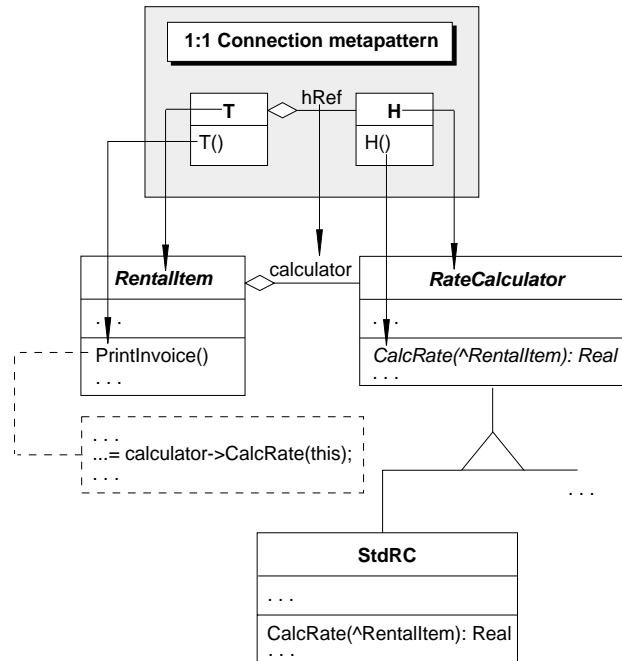 1:1 Connection metapattern
hRef
T
H
T()
H()
RentalItem
calculator
RateCalculator
. . .
. . .
PrintInvoice()
. . .
CalcRate(^RentalItem): Real
. . .
. . .
...= calculator->CalcRate(this);
. . .
. . .
StdRC
. . .
CalcRate(^RentalItem): Real
. . .